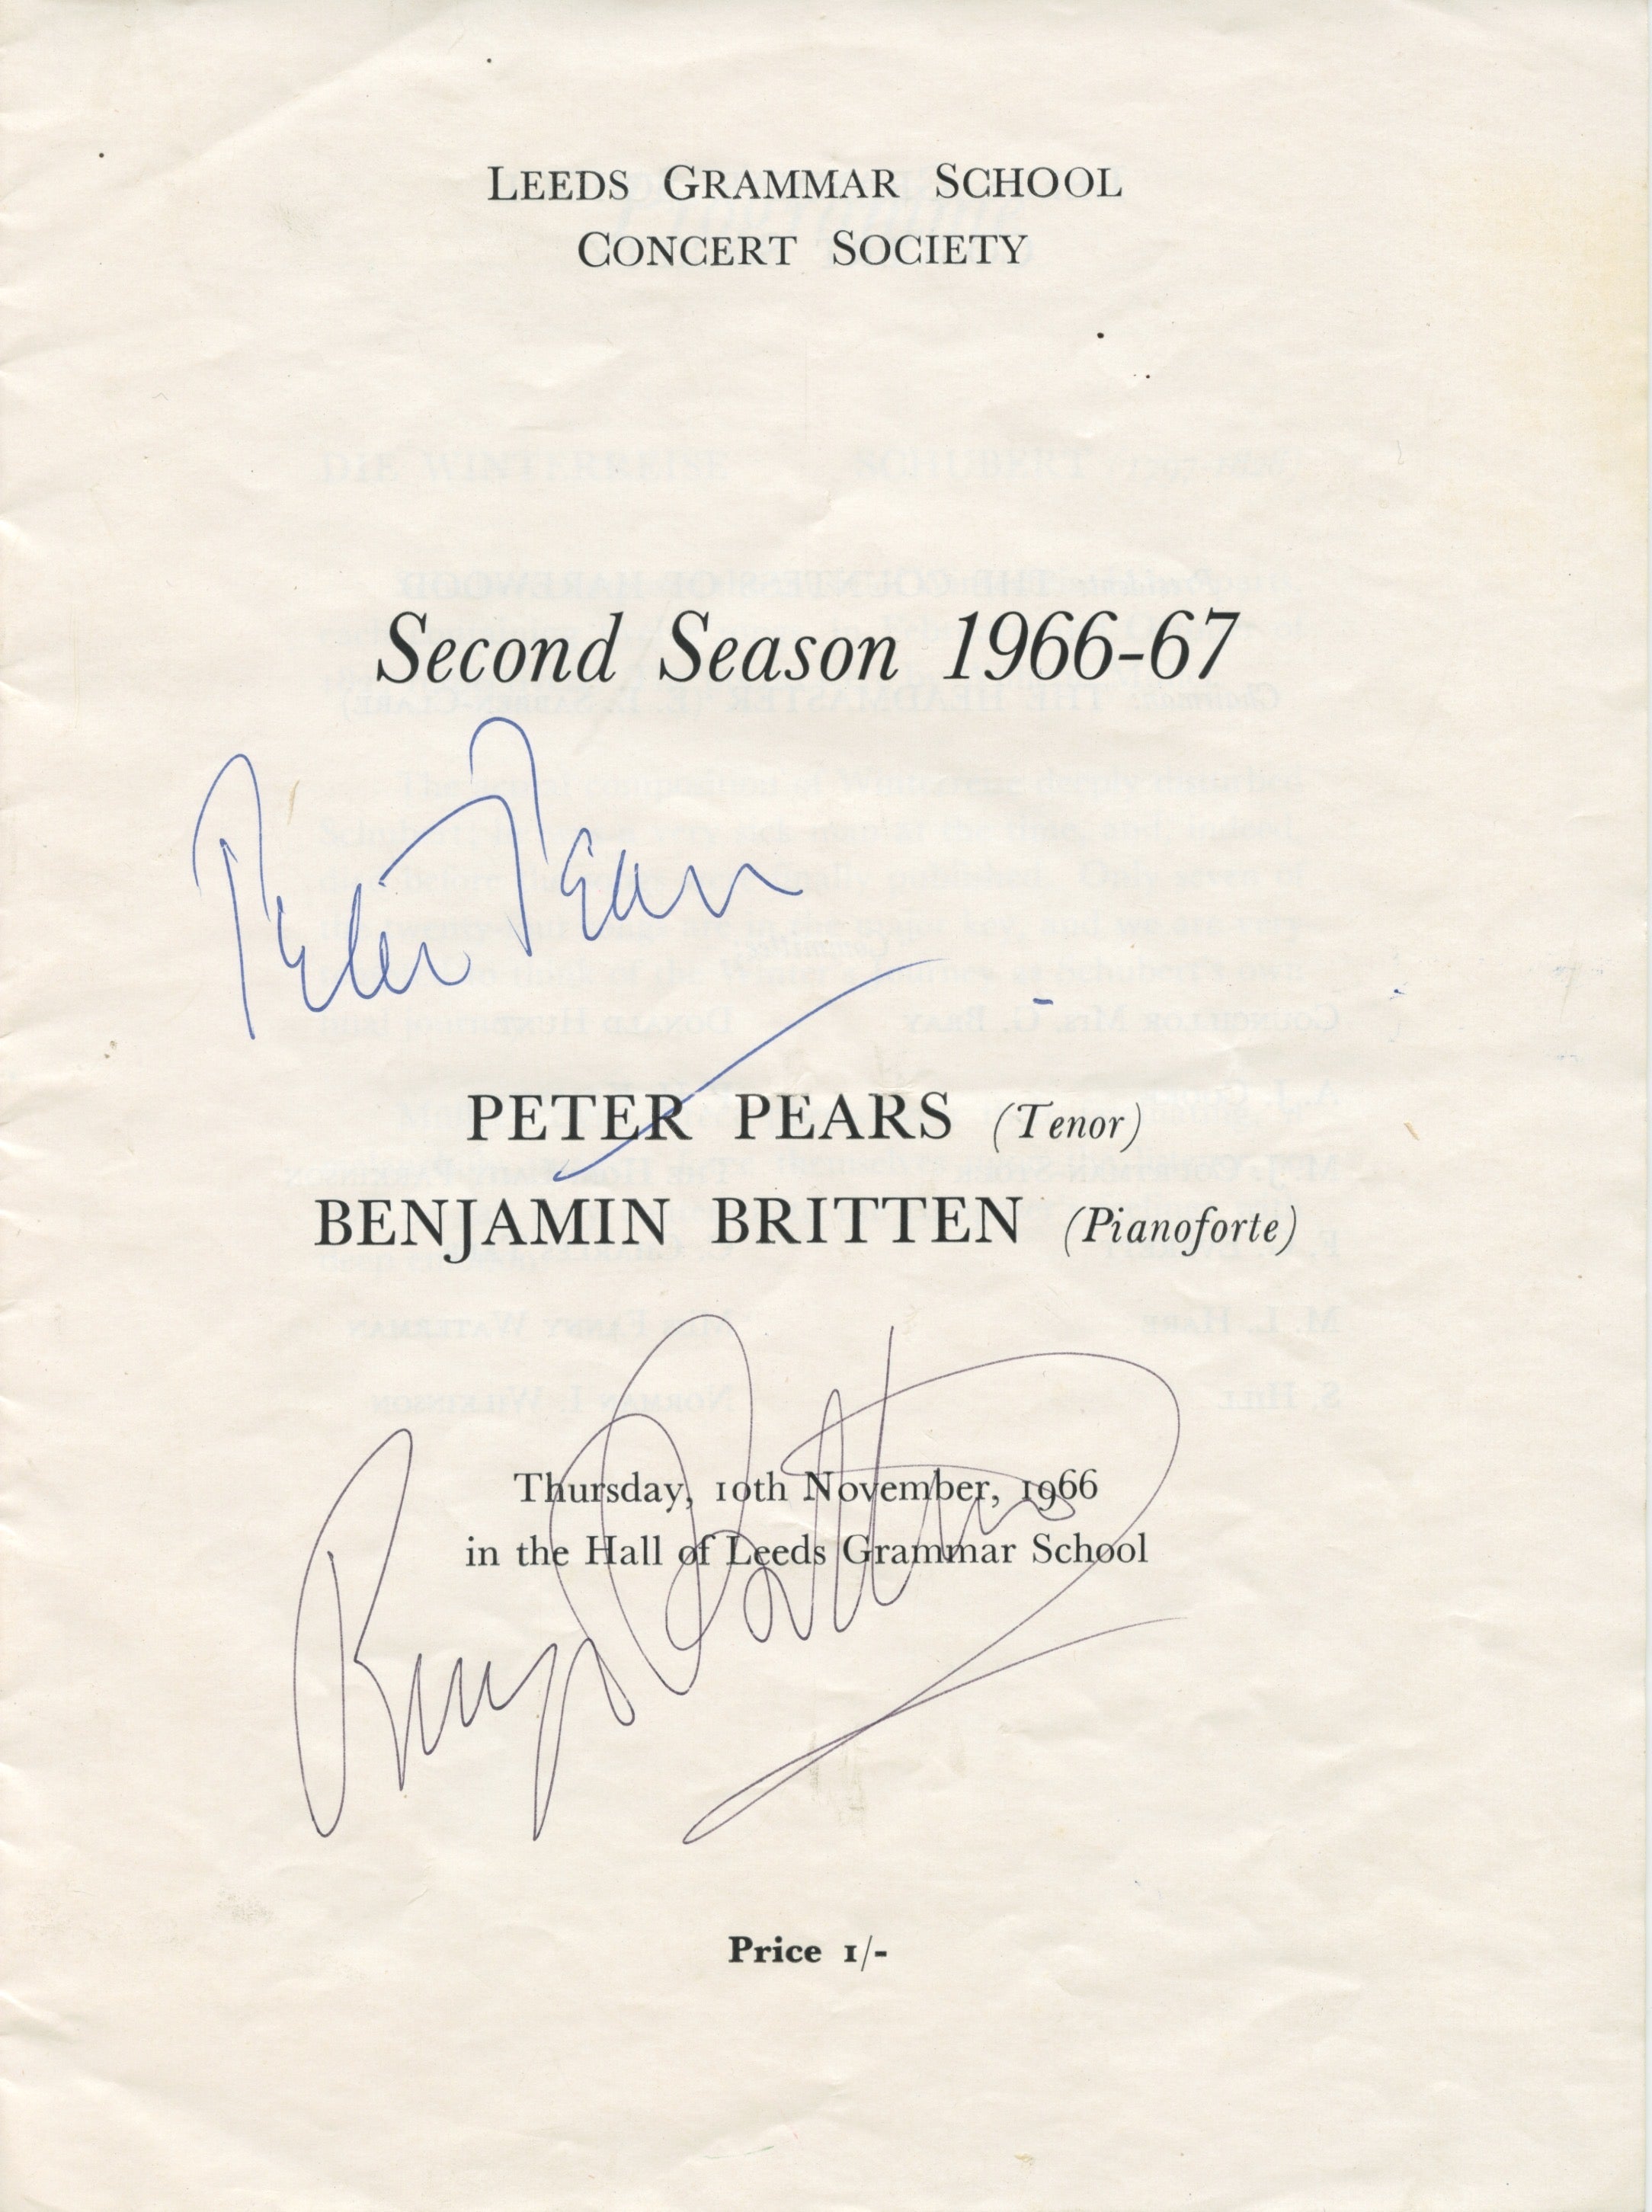 LEEDS GRAMMAR SCHOOL
CONCERT SOCIETY
Second Season 1966-67
Peter Pears
PETER PEARS (Tenor)
BENJAMIN BRITTEN (Pianoforte)
Benj Britten
Thursday, 10th November, 1966
in the Hall of Leeds Grammar School
Price 1/-